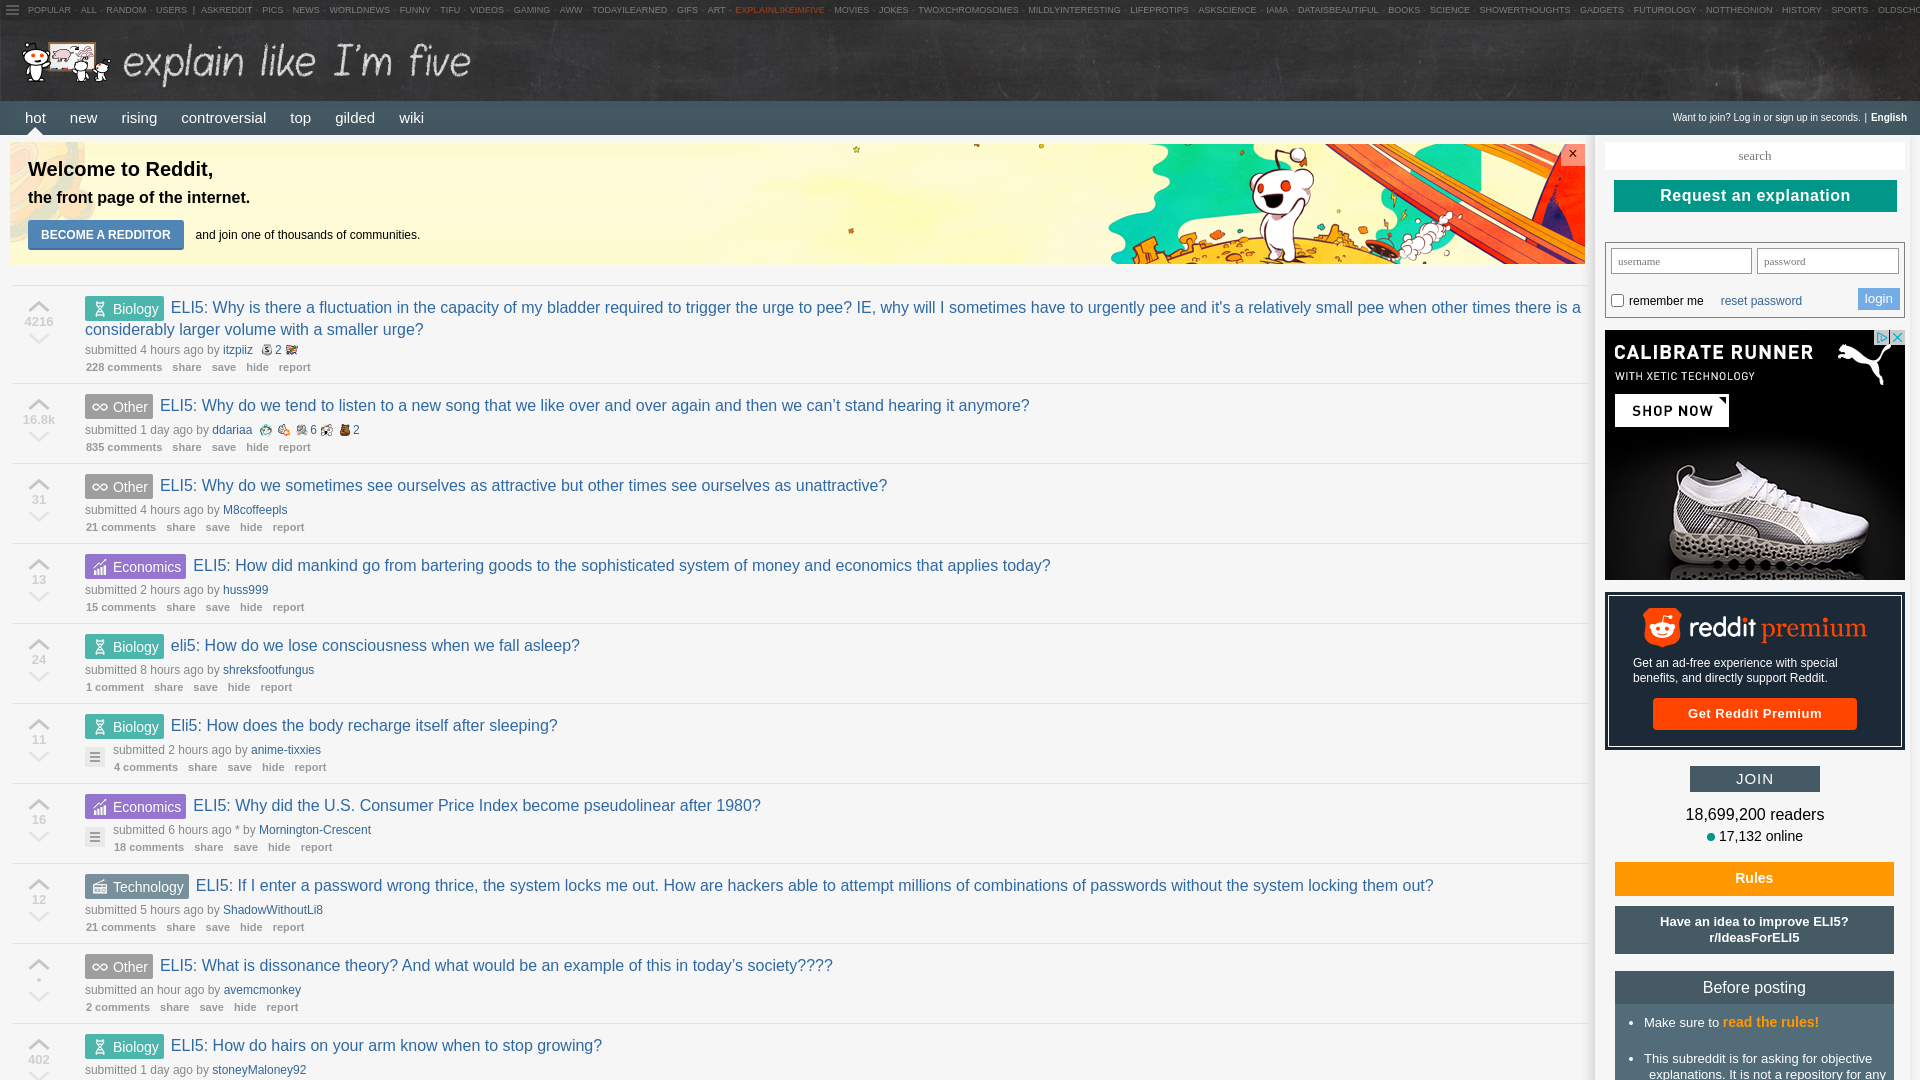 POPULAR - ALL - RANDOM - USERS | ASKREDDIT - PICS - NEWS - WORLDNEWS - FUNNY - TIFU - VIDEOS - GAMING - AWW - TODAYILEARNED - GIFS - ART - EXPLAINLIKEIMFIVE - MOVIES - JOKES - TWOXCHROMOSOMES - MILDLYINTERESTING - LIFEPROTIPS - ASKSCIENCE - IAMA - DATAISBEAUTIFUL - BOOKS - SCIENCE - SHOWERTHOUGHTS - GADGETS - FUTUROLOGY - NOTTHEONION - HISTORY - SPORTS - OLDSCHO
explain like I'm five
hot new rising controversial top gilded wiki
Want to join? Log in or sign up in seconds. | English
Welcome to Reddit,
the front page of the internet.
BECOME A REDDITOR and join one of thousands of communities.
×
4216
Biology ELI5: Why is there a fluctuation in the capacity of my bladder required to trigger the urge to pee? IE, why will I sometimes have to urgently pee and it's a relatively small pee when other times there is a
considerably larger volume with a smaller urge?
submitted 4 hours ago by itzpiiz 2
228 comments share save hide report
16.8k
Other ELI5: Why do we tend to listen to a new song that we like over and over again and then we can’t stand hearing it anymore?
submitted 1 day ago by ddariaa 6 2
835 comments share save hide report
31
Other ELI5: Why do we sometimes see ourselves as attractive but other times see ourselves as unattractive?
submitted 4 hours ago by M8coffeepls
21 comments share save hide report
13
Economics ELI5: How did mankind go from bartering goods to the sophisticated system of money and economics that applies today?
submitted 2 hours ago by huss999
15 comments share save hide report
24
Biology eli5: How do we lose consciousness when we fall asleep?
submitted 8 hours ago by shreksfootfungus
1 comment share save hide report
11
Biology Eli5: How does the body recharge itself after sleeping?
submitted 2 hours ago by anime-tixxies
4 comments share save hide report
16
Economics ELI5: Why did the U.S. Consumer Price Index become pseudolinear after 1980?
submitted 6 hours ago * by Mornington-Crescent
18 comments share save hide report
12
Technology ELI5: If I enter a password wrong thrice, the system locks me out. How are hackers able to attempt millions of combinations of passwords without the system locking them out?
submitted 5 hours ago by ShadowWithoutLi8
21 comments share save hide report
•
Other ELI5: What is dissonance theory? And what would be an example of this in today’s society????
submitted an hour ago by avemcmonkey
2 comments share save hide report
402
Biology ELI5: How do hairs on your arm know when to stop growing?
submitted 1 day ago by stoneyMaloney92
search
Request an explanation
username password
remember me reset password login
CALIBRATE RUNNER
WITH XETIC TECHNOLOGY
SHOP NOW
reddit premium
Get an ad-free experience with special
benefits, and directly support Reddit.
Get Reddit Premium
JOIN
18,699,200 readers
17,132 online
Rules
Have an idea to improve ELI5?
r/IdeasForELI5
Before posting
• Make sure to read the rules!
• This subreddit is for asking for objective
explanations. It is not a repository for any